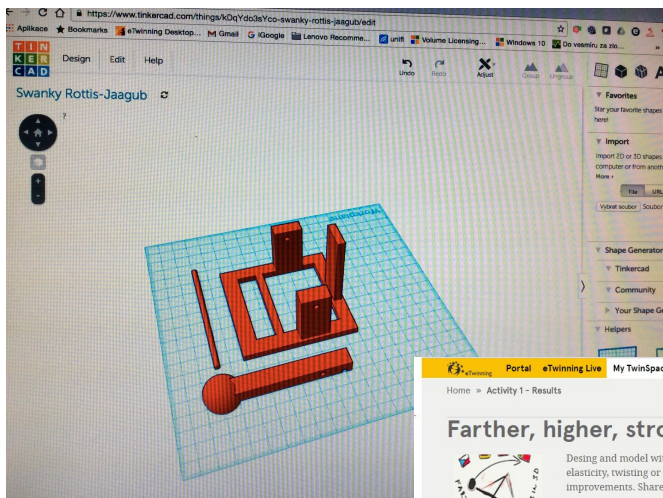 https://www.tinkercad.com/things/kDqYdo3sYco-swanky-rottis-jaagub/edit
Aplikace Bookmarks eTwinning Desktop... Gmail iGoogle Lenovo Recomme... unifi Volume Licensing... Windows 10 Do vesmíru za zlo...
TIN
KER
CAD
Design Edit Help
Undo Redo Adjust Group Ungroup
Swanky Rottis-Jaagub
?
Favorites
Star your favorite shapes
here!
Import
Import 2D or 3D shapes
computer or from anoth
More
File URL
Vybrat soubor Soubor
Shape Generator
Tinkercad
Community
Your Shape Ge
Helpers
Workplane
eTwinning Portal eTwinning Live My TwinSpac
Home » Activity 1 - Results
Farther, higher, stro
Desing and model wit
elasticity, twisting or
improvements. Share